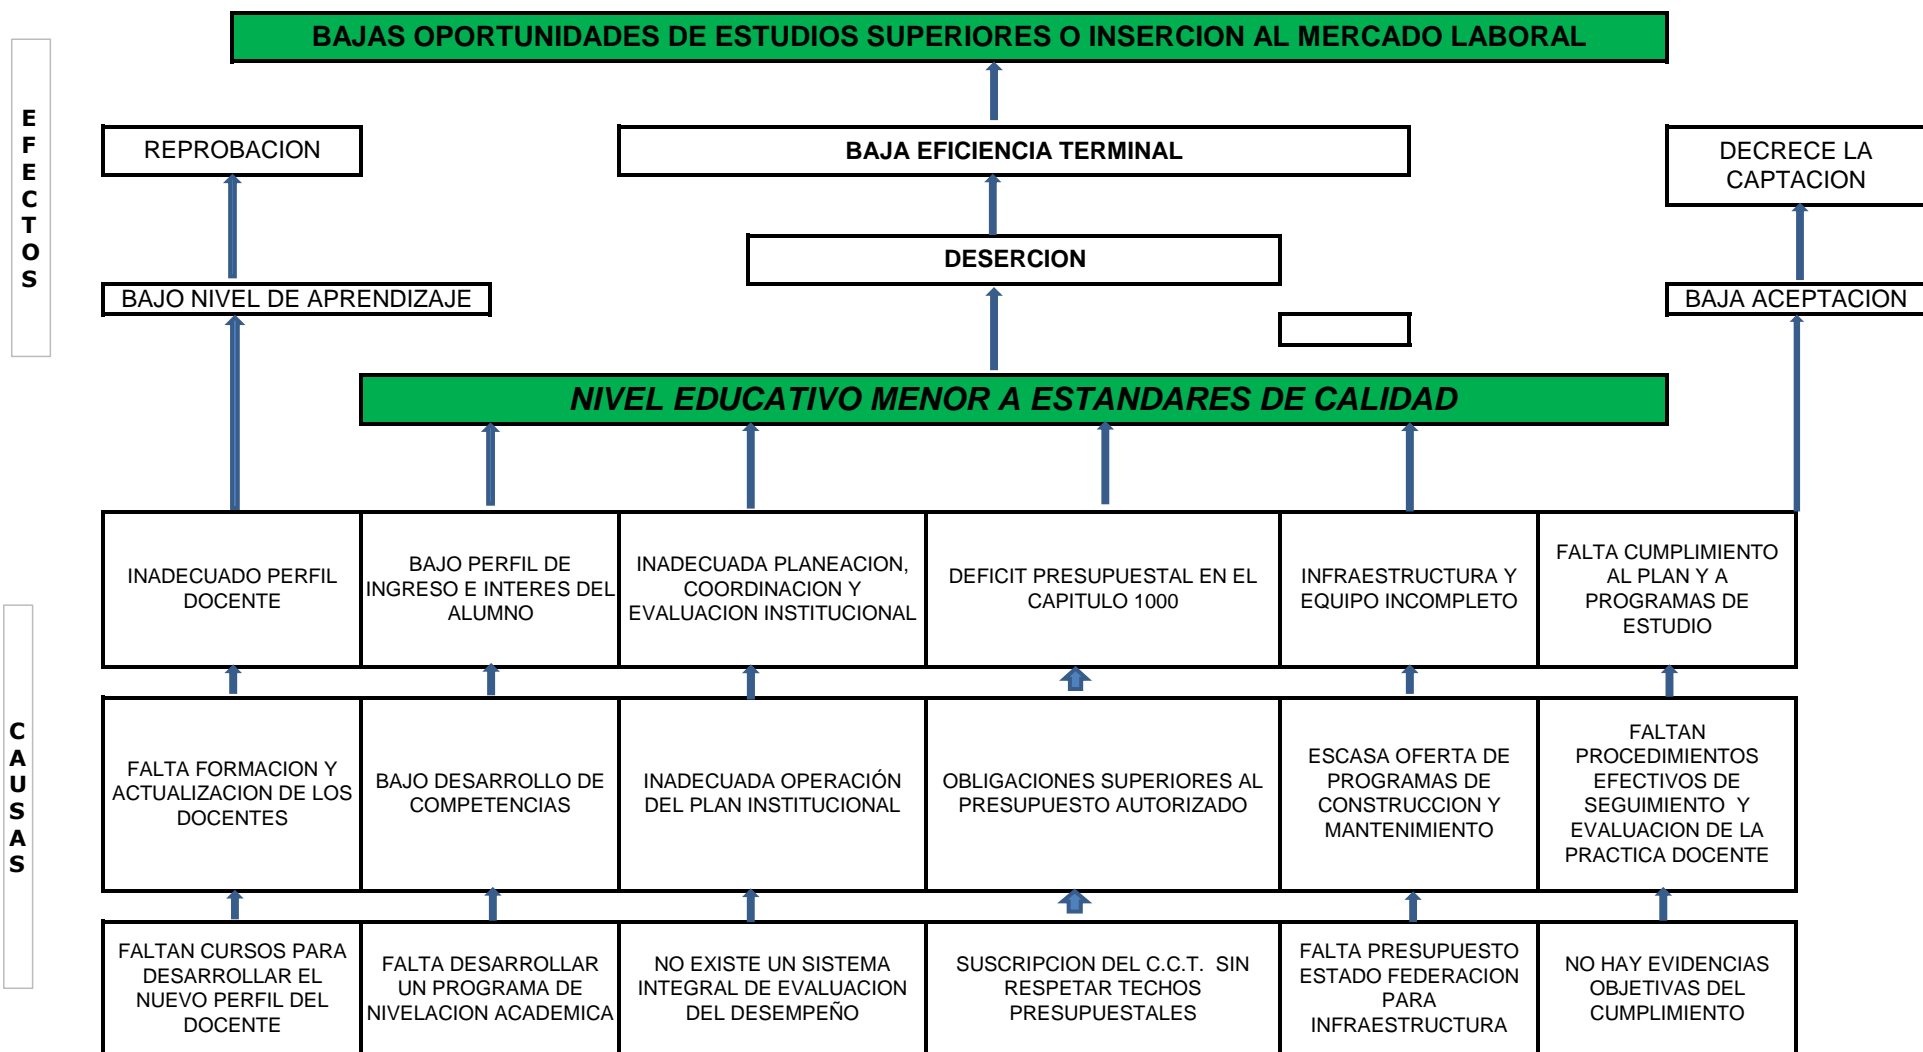 BAJAS OPORTUNIDADES DE ESTUDIOS SUPERIORES O INSERCION AL MERCADO LABORAL
EFECTOS
REPROBACION
BAJA EFICIENCIA TERMINAL
DECRECE LA
CAPTACION
DESERCION
BAJO NIVEL DE APRENDIZAJE
BAJA ACEPTACION
NIVEL EDUCATIVO MENOR A ESTANDARES DE CALIDAD
CAUSAS
INADECUADO PERFIL
DOCENTE
BAJO PERFIL DE
INGRESO E INTERES DEL
ALUMNO
INADECUADA PLANEACION,
COORDINACION Y
EVALUACION INSTITUCIONAL
DEFICIT PRESUPUESTAL EN EL
CAPITULO 1000
INFRAESTRUCTURA Y
EQUIPO INCOMPLETO
FALTA CUMPLIMIENTO
AL PLAN Y A
PROGRAMAS DE
ESTUDIO
FALTA FORMACION Y
ACTUALIZACION DE LOS
DOCENTES
BAJO DESARROLLO DE
COMPETENCIAS
INADECUADA OPERACIÓN
DEL PLAN INSTITUCIONAL
OBLIGACIONES SUPERIORES AL
PRESUPUESTO AUTORIZADO
ESCASA OFERTA DE
PROGRAMAS DE
CONSTRUCCION Y
MANTENIMIENTO
FALTAN
PROCEDIMIENTOS
EFECTIVOS DE
SEGUIMIENTO Y
EVALUACION DE LA
PRACTICA DOCENTE
FALTAN CURSOS PARA
DESARROLLAR EL
NUEVO PERFIL DEL
DOCENTE
FALTA DESARROLLAR
UN PROGRAMA DE
NIVELACION ACADEMICA
NO EXISTE UN SISTEMA
INTEGRAL DE EVALUACION
DEL DESEMPEÑO
SUSCRIPCION DEL C.C.T. SIN
RESPETAR TECHOS
PRESUPUESTALES
FALTA PRESUPUESTO
ESTADO FEDERACION
PARA
INFRAESTRUCTURA
NO HAY EVIDENCIAS
OBJETIVAS DEL
CUMPLIMIENTO